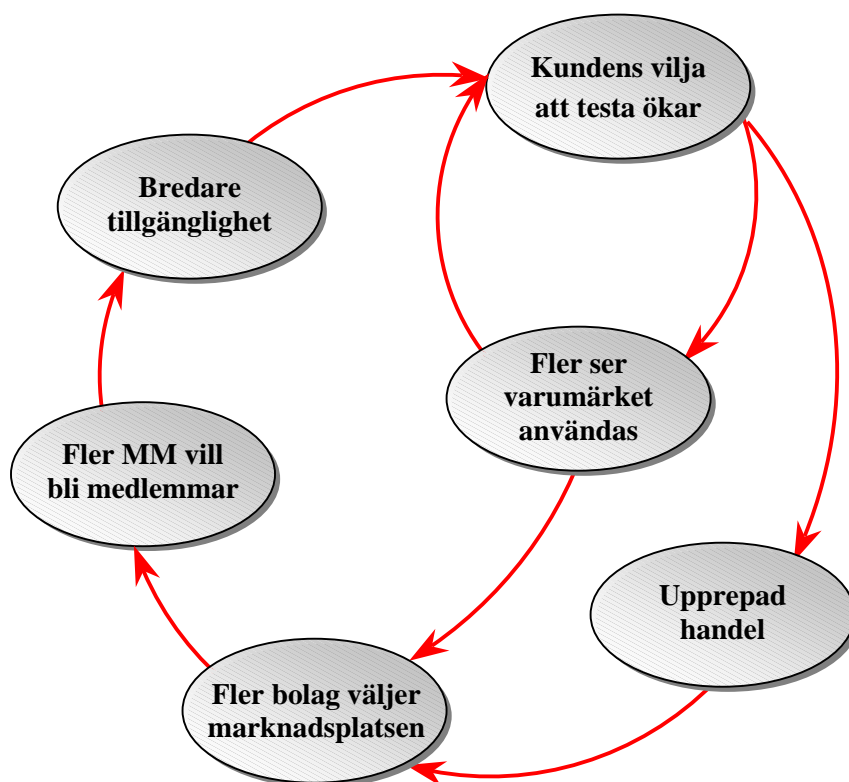 Kundens vilja
att testa ökar
Bredare
tillgänglighet
Fler ser
varumärket
användas
Fler MM vill
bli medlemmar
Upprepad
handel
Fler bolag väljer
marknadsplatsen